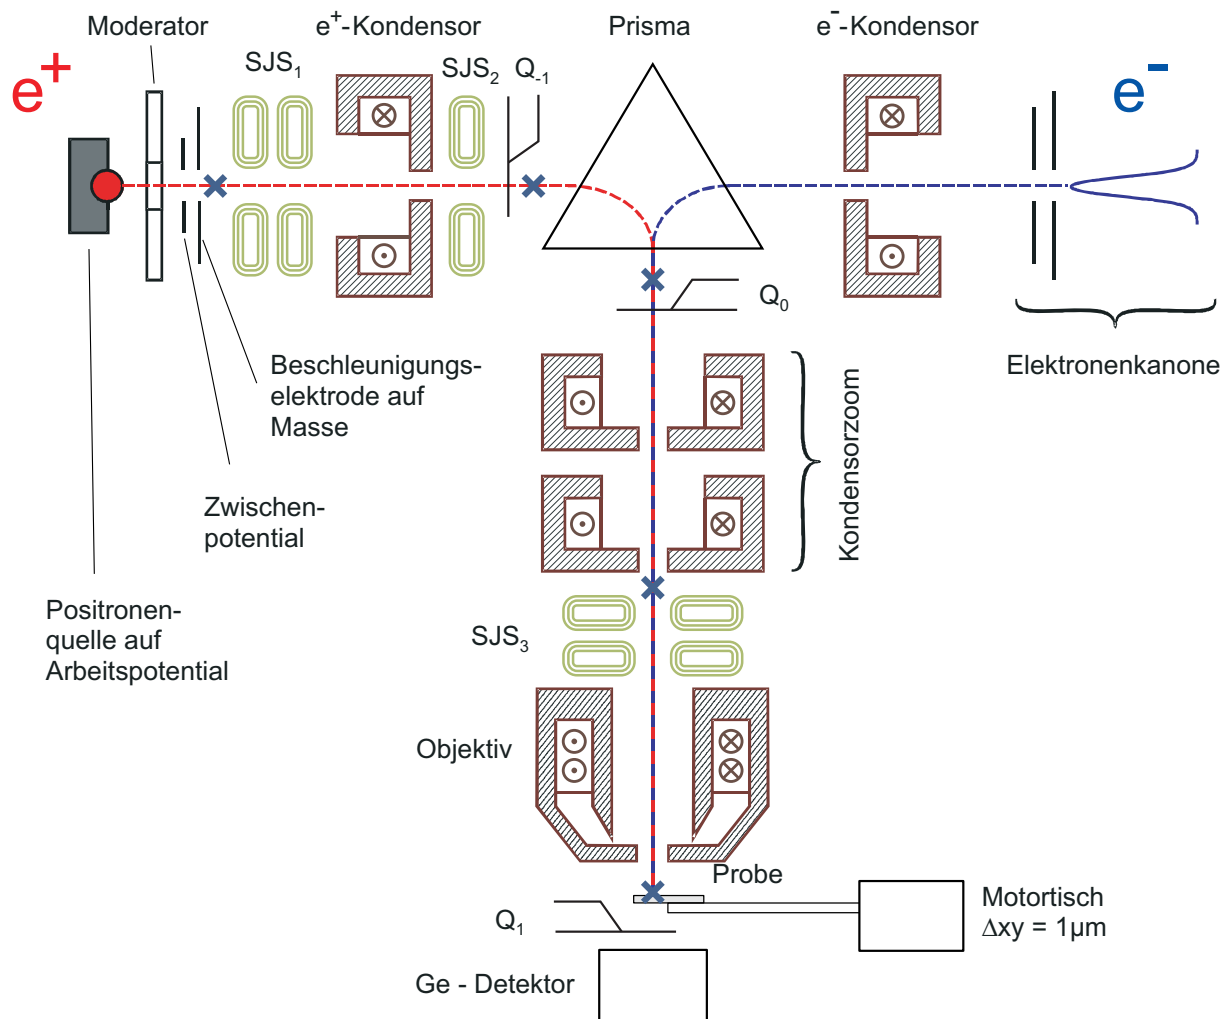 Moderator
e+-Kondensor
Prisma
e--Kondensor
SJS1
SJS2
Q-1
e+
e-
Q0
Beschleunigungs-
elektrode auf
Masse
Elektronenkanone
Kondensorzoom
Zwischen-
potential
Positronen-
quelle auf
Arbeitspotential
SJS3
Objektiv
Probe
Q1
Motortisch
Δxy = 1µm
Ge - Detektor